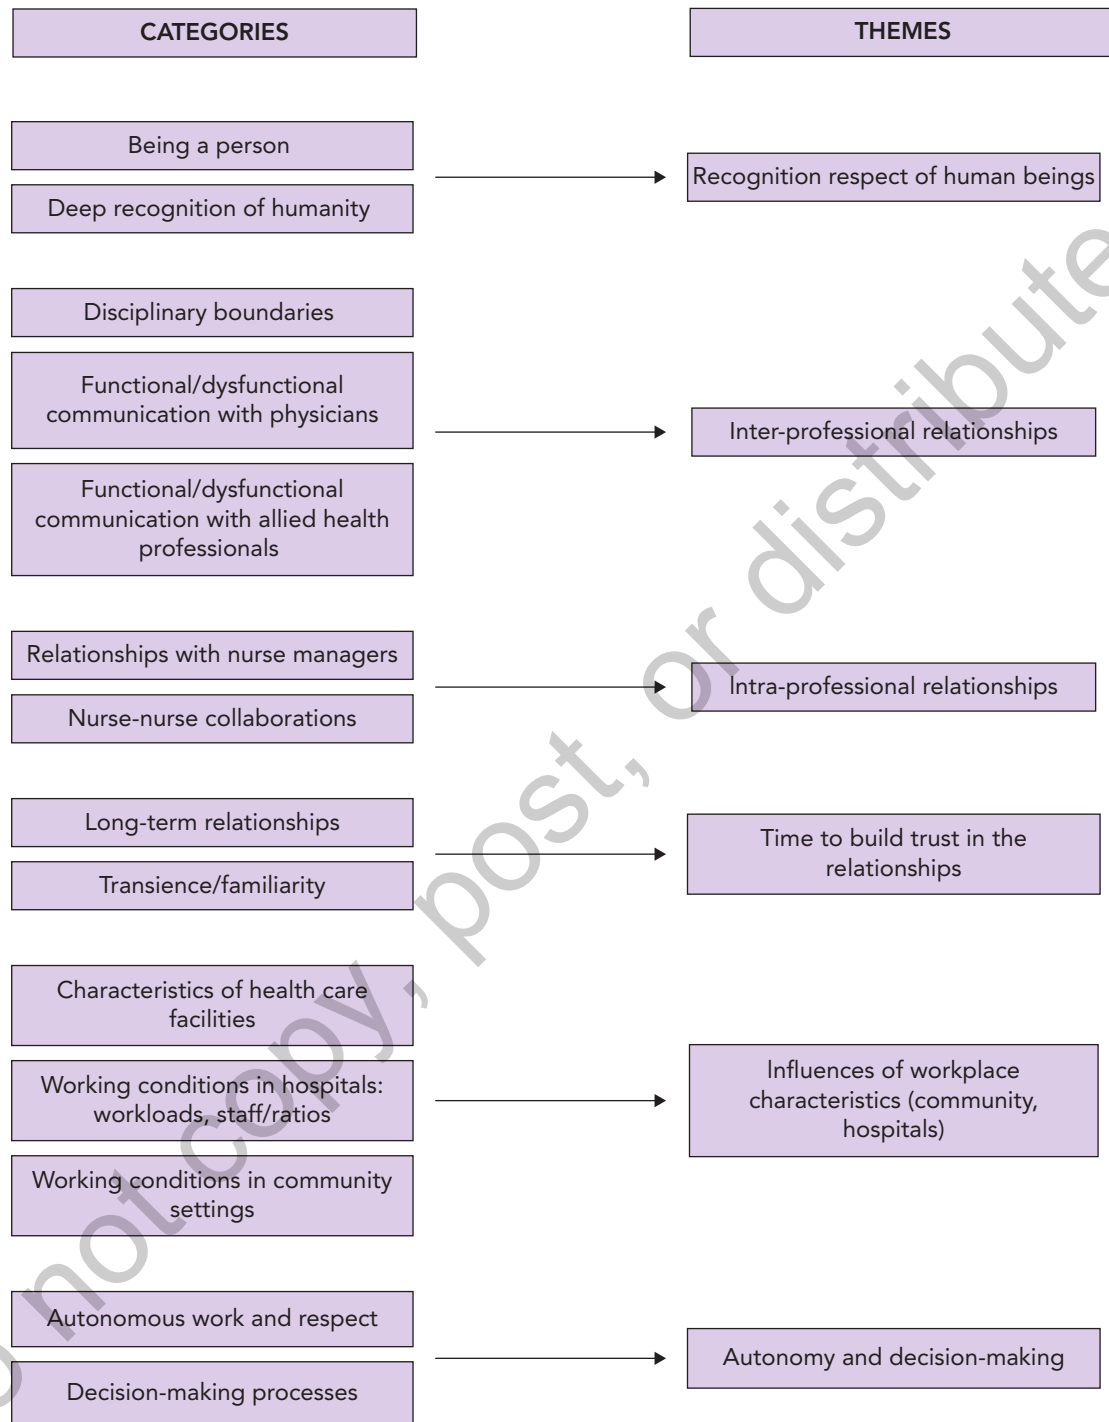 CATEGORIES
THEMES
Being a person
Deep recognition of humanity
Recognition respect of human beings
Disciplinary boundaries
Functional/dysfunctional
communication with physicians
Functional/dysfunctional
communication with allied health
professionals
Inter-professional relationships
Relationships with nurse managers
Nurse-nurse collaborations
Intra-professional relationships
Long-term relationships
Transience/familiarity
Time to build trust in the
relationships
Characteristics of health care
facilities
Working conditions in hospitals:
workloads, staff/ratios
Working conditions in community
settings
Influences of workplace
characteristics (community,
hospitals)
Autonomous work and respect
Decision-making processes
Autonomy and decision-making
not copy, post, or distribute